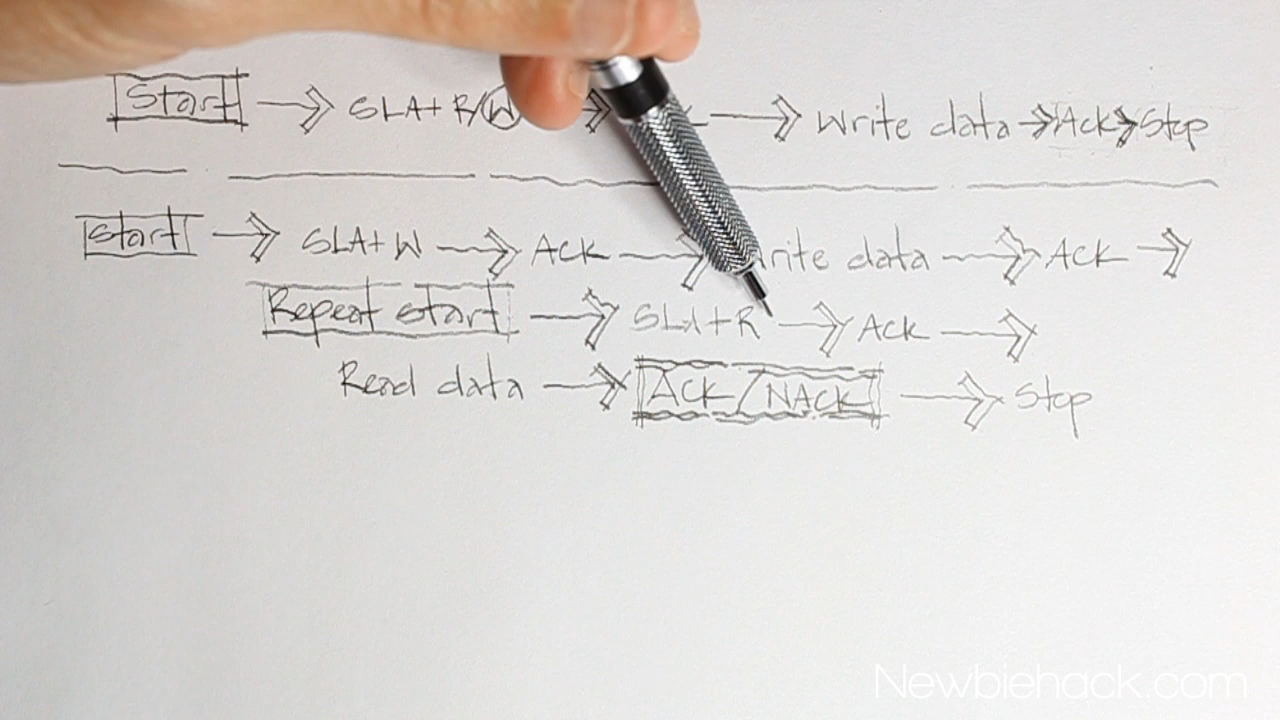 Start → SLA+ R/W → → Write data → Ack → Stop
start → SLA+ W → ACK → rite data → ACK →
Repeat start → SLA+R → ACK →
Read data → ACK/NACK → Stop
Newbiehack.com